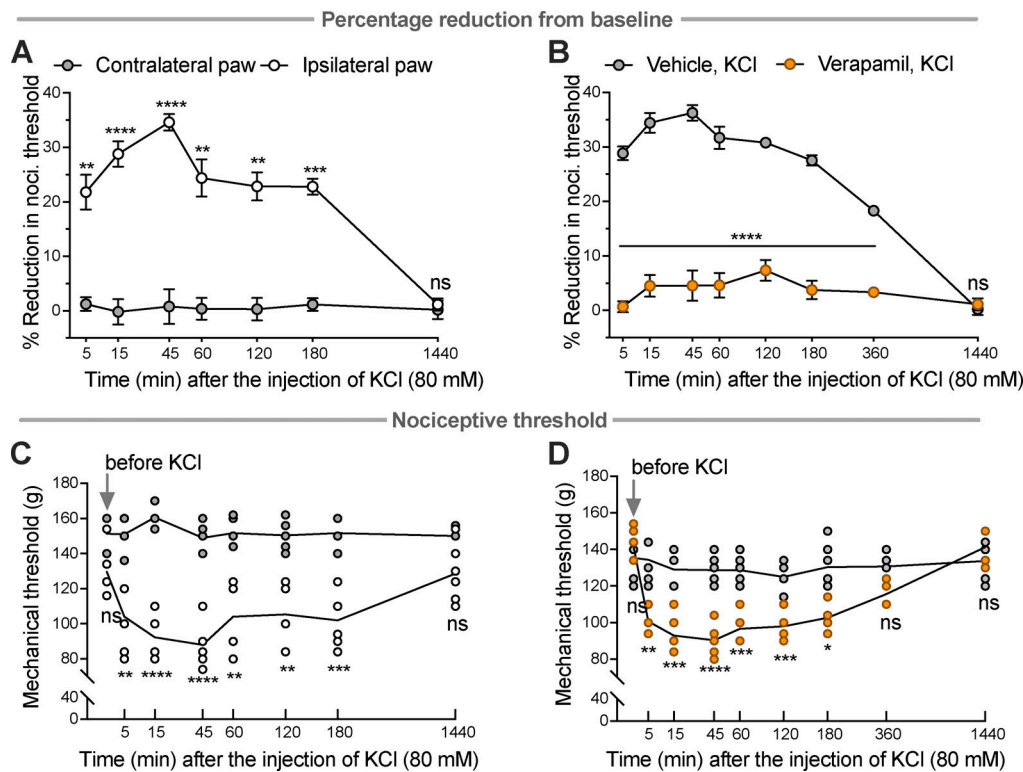 Percentage reduction from baseline
A
Contralateral paw
Ipsilateral paw
% Reduction in noci. threshold
40
30
20
10
0
**
****
****
**
**
***
ns
5
15
45
60
120
180
1440
Time (min) after the injection of KCl (80 mM)
B
Vehicle, KCl
Verapamil, KCl
% Reduction in noci. threshold
40
30
20
10
0
****
ns
5
15
45
60
120
180
360
1440
Time (min) after the injection of KCl (80 mM)
Nociceptive threshold
C
before KCl
Mechanical threshold (g)
180
160
140
120
100
80
40
0
ns
**
****
****
**
**
***
ns
5
15
45
60
120
180
1440
Time (min) after the injection of KCl (80 mM)
D
before KCl
Mechanical threshold (g)
180
160
140
120
100
80
40
0
ns
**
***
****
***
***
*
ns
ns
5
15
45
60
120
180
360
1440
Time (min) after the injection of KCl (80 mM)